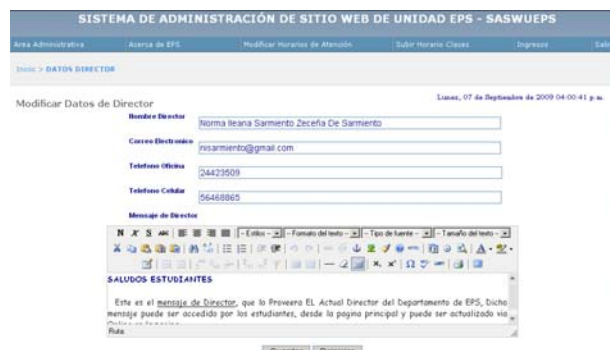 SISTEMA DE ADMINISTRACIÓN DE SITIO WEB DE UNIDAD EPS - SASWUEPS
Area Administrativa Acerca de EPS Modificar Horarios de Atención Subir Horario Clases Ingresos Sali
Inicio > DATOS DIRECTOR
Lunes, 07 de Septiembre de 2009 04:00:41 p.m.
Modificar Datos de Director
Nombre Director
Norma Ileana Sarmiento Zeceña De Sarmiento
Correo Electronico
nisarmiento@gmail.com
Telefono Oficina
24423509
Telefono Celular
56468865
Mensaje de Director
N X S ABC -- Estilos -- -- Formato del texto -- -- Tipo de fuente -- -- Tamaño del texto --
SALUDOS ESTUDIANTES
Este es el mensaje de Director, que lo Proveera EL Actual Director del Departamento de EPS, Dicho
mensaje puede ser accedido por los estudiantes, desde la pagina principal y puede ser actualizado via
Ruta: